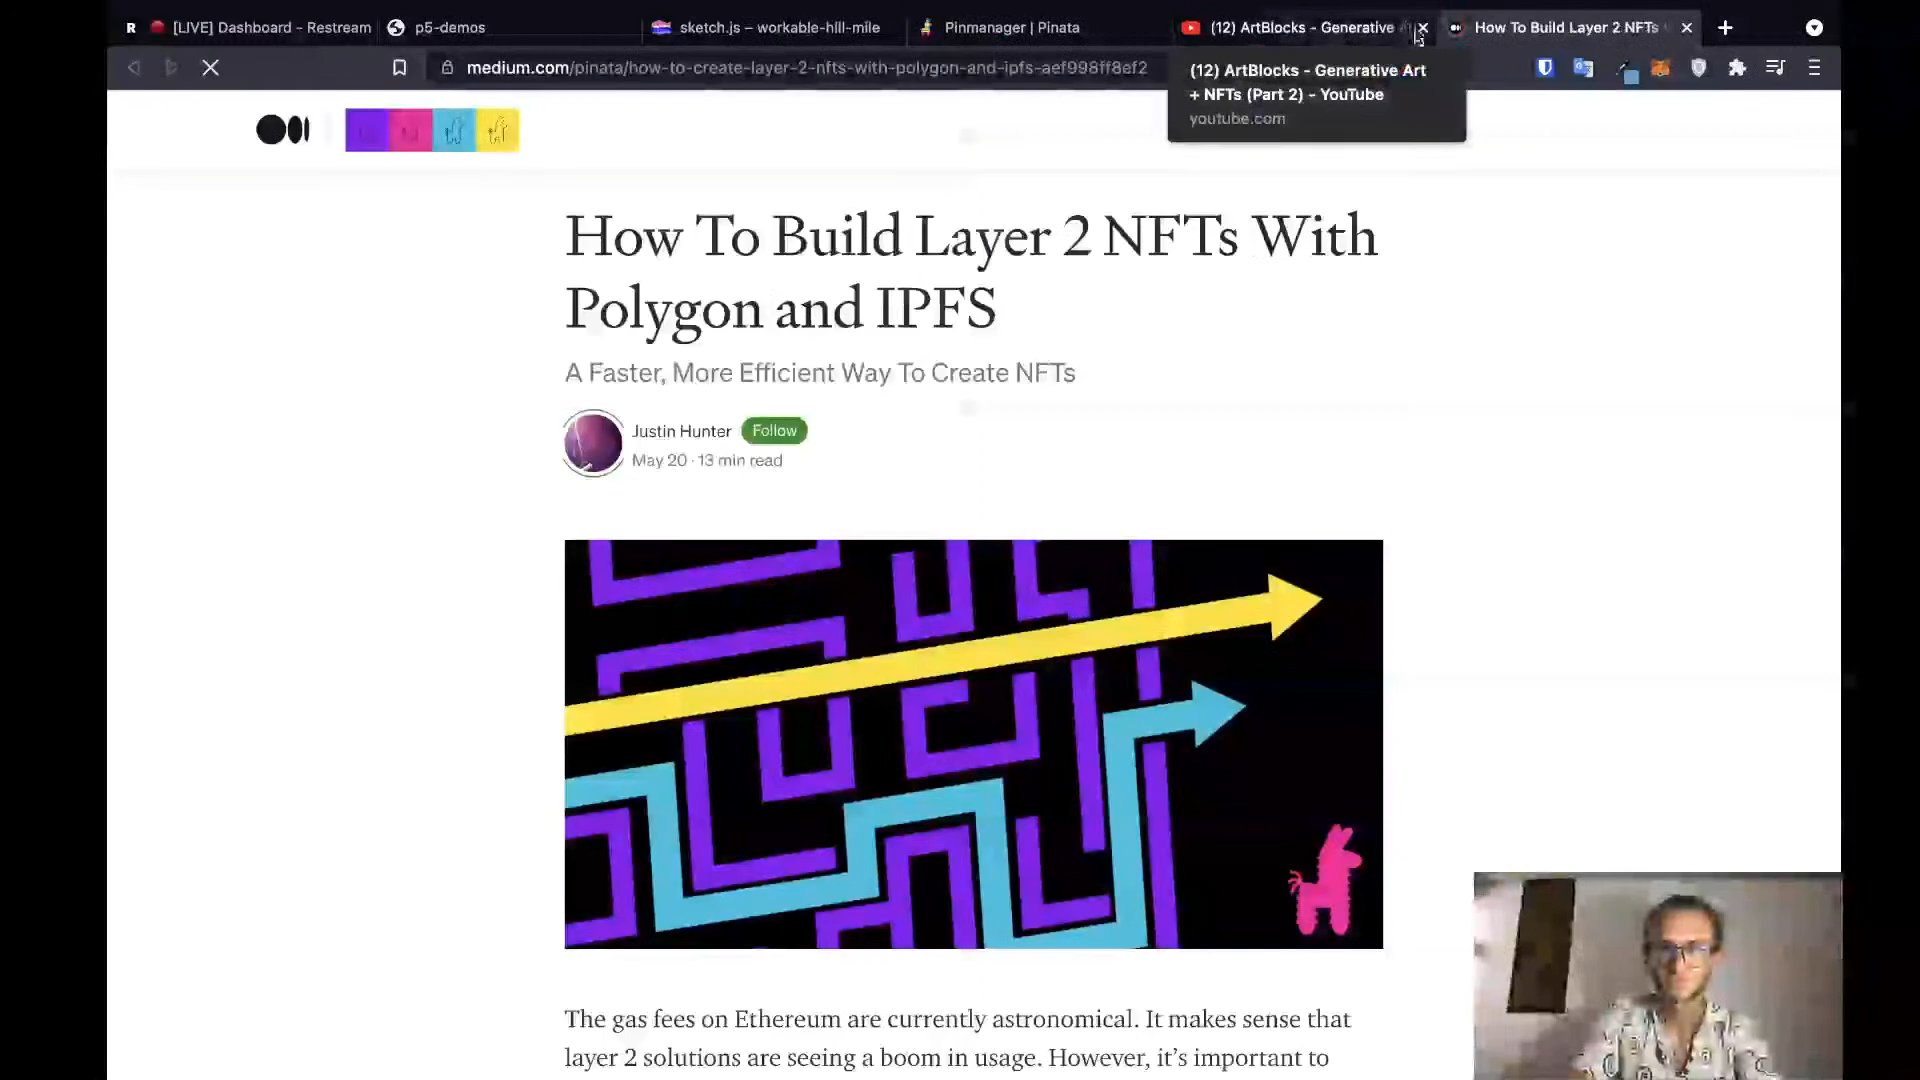 R [LIVE] Dashboard - Restream
p5-demos
sketch.js – workable-hill-mile
Pinmanager | Pinata
(12) ArtBlocks - Generative
How To Build Layer 2 NFTs
medium.com/pinata/how-to-create-layer-2-nfts-with-polygon-and-ipfs-aef998ff8ef2
(12) ArtBlocks - Generative Art
+ NFTs (Part 2) - YouTube
youtube.com
How To Build Layer 2 NFTs With
Polygon and IPFS
A Faster, More Efficient Way To Create NFTs
Justin Hunter Follow
May 20 · 13 min read
The gas fees on Ethereum are currently astronomical. It makes sense that
layer 2 solutions are seeing a boom in usage. However, it’s important to